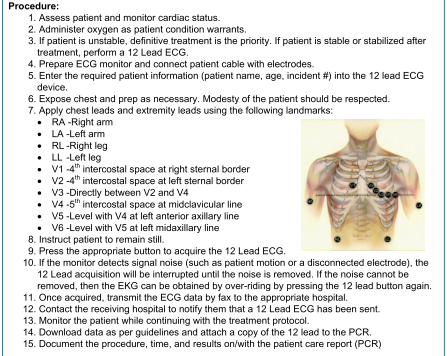 Procedure:
1. Assess patient and monitor cardiac status.
2. Administer oxygen as patient condition warrants.
3. If patient is unstable, definitive treatment is the priority. If patient is stable or stabilized after
treatment, perform a 12 Lead ECG.
4. Prepare ECG monitor and connect patient cable with electrodes.
5. Enter the required patient information (patient name, age, incident #) into the 12 lead ECG
device.
6. Expose chest and prep as necessary. Modesty of the patient should be respected.
7. Apply chest leads and extremity leads using the following landmarks:
• RA -Right arm
• LA -Left arm
• RL -Right leg
• LL -Left leg
• V1 -4th intercostal space at right sternal border
• V2 -4th intercostal space at left sternal border
• V3 -Directly between V2 and V4
• V4 -5th intercostal space at midclavicular line
• V5 -Level with V4 at left anterior axillary line
• V6 -Level with V5 at left midaxillary line
8. Instruct patient to remain still.
9. Press the appropriate button to acquire the 12 Lead ECG.
10. If the monitor detects signal noise (such as patient motion or a disconnected electrode), the
12 Lead acquisition will be interrupted until the noise is removed. If the noise cannot be
removed, then the EKG can be obtained by over-riding by pressing the 12 lead button again.
11. Once acquired, transmit the ECG data by fax to the appropriate hospital.
12. Contact the receiving hospital to notify them that a 12 Lead ECG has been sent.
13. Monitor the patient while continuing with the treatment protocol.
14. Download data as per guidelines and attach a copy of the 12 lead to the PCR.
15. Document the procedure, time, and results on/with the patient care report (PCR)